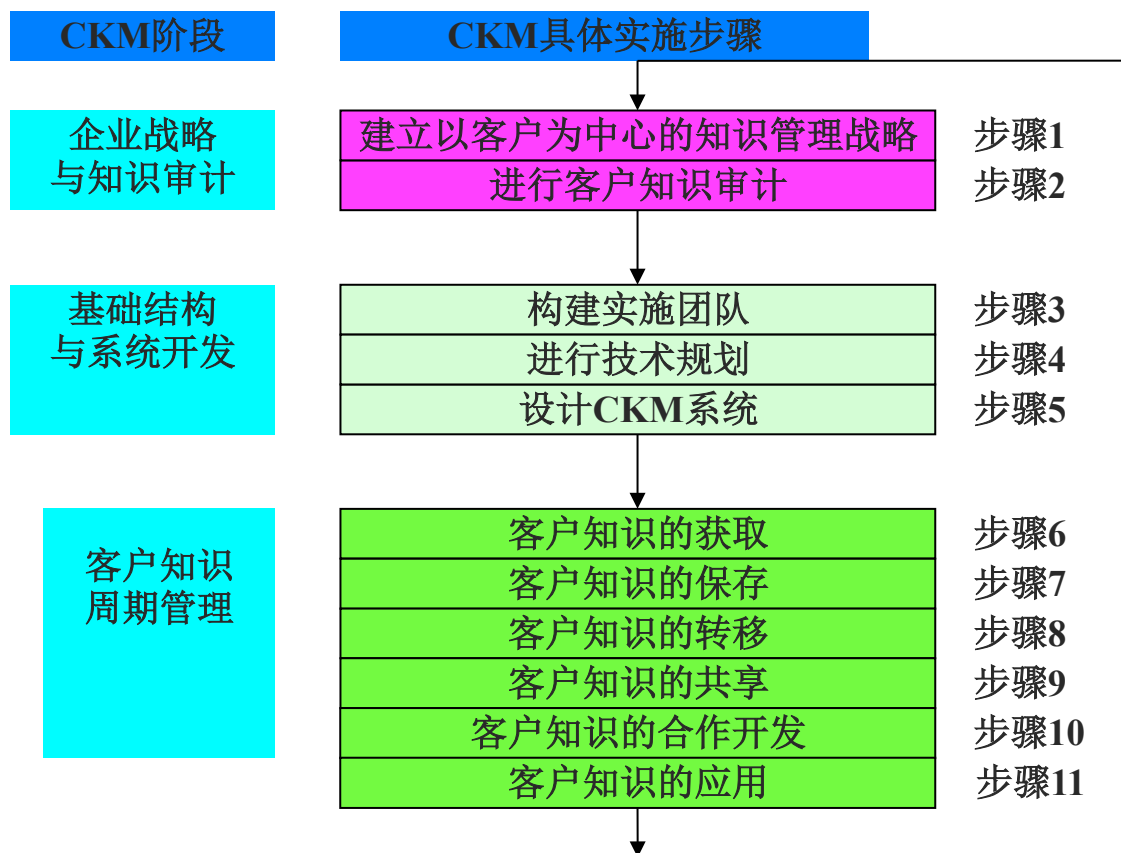 CKM阶段
CKM具体实施步骤
企业战略
与知识审计
建立以客户为中心的知识管理战略
步骤1
进行客户知识审计
步骤2
基础结构
与系统开发
构建实施团队
步骤3
进行技术规划
步骤4
设计CKM系统
步骤5
客户知识
周期管理
客户知识的获取
步骤6
客户知识的保存
步骤7
客户知识的转移
步骤8
客户知识的共享
步骤9
客户知识的合作开发
步骤10
客户知识的应用
步骤11